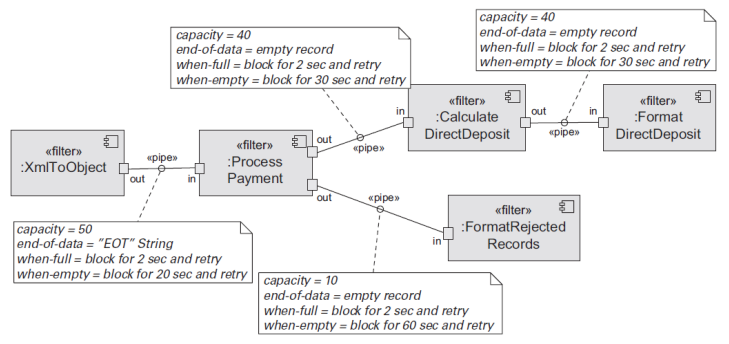 capacity = 40
end-of-data = empty record
when-full = block for 2 sec and retry
when-empty = block for 30 sec and retry
capacity = 40
end-of-data = empty record
when-full = block for 2 sec and retry
when-empty = block for 30 sec and retry
«filter»
:XmlToObject
out
«pipe»
in
«filter»
:Process
Payment
out
out
«pipe»
in
«filter»
:Calculate
DirectDeposit
out
«pipe»
in
«filter»
:Format
DirectDeposit
«pipe»
in
«filter»
:FormatRejected
Records
capacity = 50
end-of-data = "EOT" String
when-full = block for 2 sec and retry
when-empty = block for 20 sec and retry
capacity = 10
end-of-data = empty record
when-full = block for 2 sec and retry
when-empty = block for 60 sec and retry